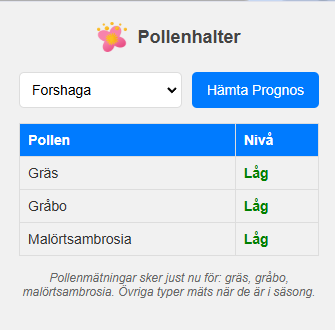 Pollenhalter
Forshaga
Hämta Prognos
Pollen Nivå
Gräs Låg
Gråbo Låg
Malörtsambrosia Låg
Pollenmätningar sker just nu för: gräs, gråbo,
malörtsambrosia. Övriga typer mäts när de är i säsong.